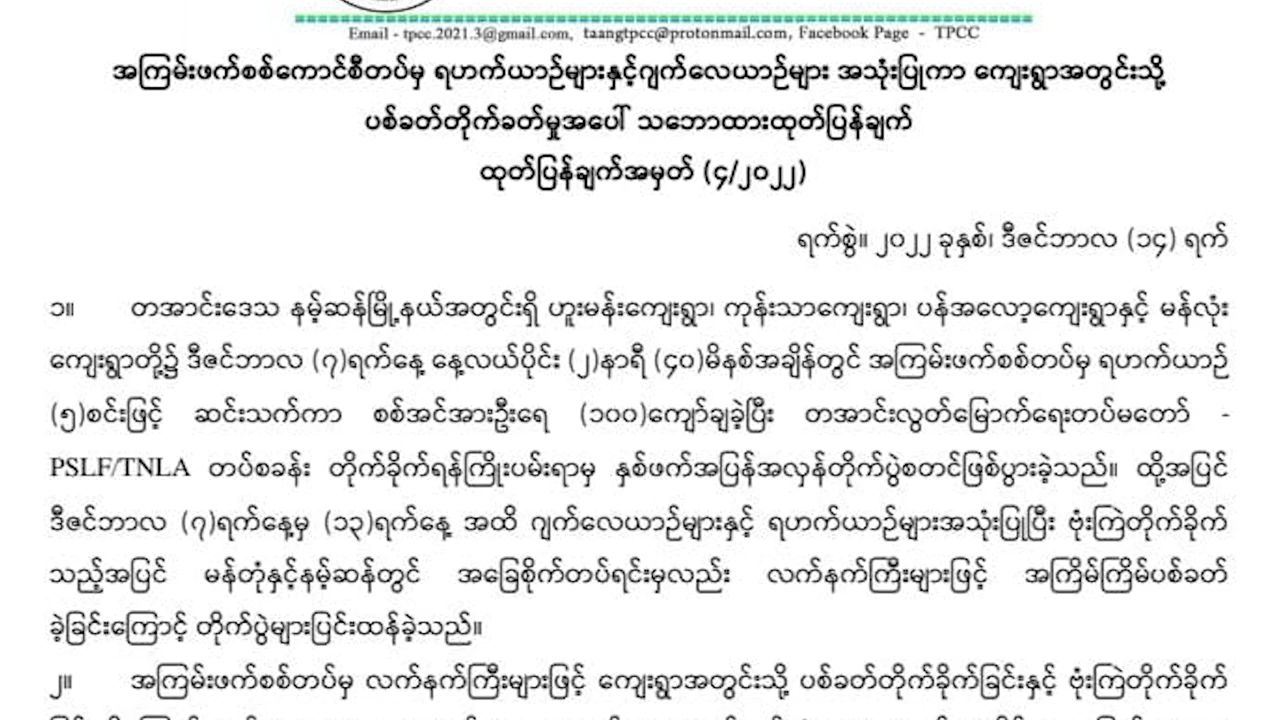 Email - tpcc.2021.3@gmail.com, taangtpcc@protonmail.com, Facebook Page - TPCC
အကြမ်းဖက်စစ်ကောင်စီတပ်မှ ရဟတ်ယာဉ်များနှင့်ဂျက်လေယာဉ်များ အသုံးပြုကာ ကျေးရွာအတွင်းသို့
ပစ်ခတ်တိုက်ခတ်မှုအပေါ် သဘောထားထုတ်ပြန်ချက်
ထုတ်ပြန်ချက်အမှတ် (၄/၂၀၂၂)
ရက်စွဲ။ ၂၀၂၂ ခုနှစ်၊ ဒီဇင်ဘာလ (၁၄) ရက်
၁။ တအာင်းဒေသ နမ့်ဆန်မြို့နယ်အတွင်းရှိ ဟူးမန်းကျေးရွာ၊ ကုန်းသာကျေးရွာ၊ ပန်အလော့ကျေးရွာနှင့် မန်လုံး
ကျေးရွာတို့၌ ဒီဇင်ဘာလ (၇)ရက်နေ့ နေ့လယ်ပိုင်း (၂)နာရီ (၄၀)မိနစ်အချိန်တွင် အကြမ်းဖက်စစ်တပ်မှ ရဟတ်ယာဉ်
(၅)စင်းဖြင့် ဆင်းသက်ကာ စစ်အင်အားဦးရေ (၁၀၀)ကျော်ချခဲ့ပြီး တအာင်းလွတ်မြောက်ရေးတပ်မတော် -
PSLF/TNLA တပ်စခန်း တိုက်ခိုက်ရန်ကြိုးပမ်းရာမှ နှစ်ဖက်အပြန်အလှန်တိုက်ပွဲစတင်ဖြစ်ပွားခဲ့သည်။ ထို့အပြင်
ဒီဇင်ဘာလ (၇)ရက်နေ့မှ (၁၃)ရက်နေ့ အထိ ဂျက်လေယာဉ်များနှင့် ရဟတ်ယာဉ်များအသုံးပြုပြီး ဗုံးကြဲတိုက်ခိုက်
သည့်အပြင် မန်တုံနှင့်နမ့်ဆန်တွင် အခြေစိုက်တပ်ရင်းမှလည်း လက်နက်ကြီးများဖြင့် အကြိမ်ကြိမ်ပစ်ခတ်
ခဲ့ခြင်းကြောင့် တိုက်ပွဲများပြင်းထန်ခဲ့သည်။
၂။ အကြမ်းဖက်စစ်တပ်မှ လက်နက်ကြီးများဖြင့် ကျေးရွာအတွင်းသို့ ပစ်ခတ်တိုက်ခိုက်ခြင်းနှင့် ဗုံးကြဲတိုက်ခိုက်